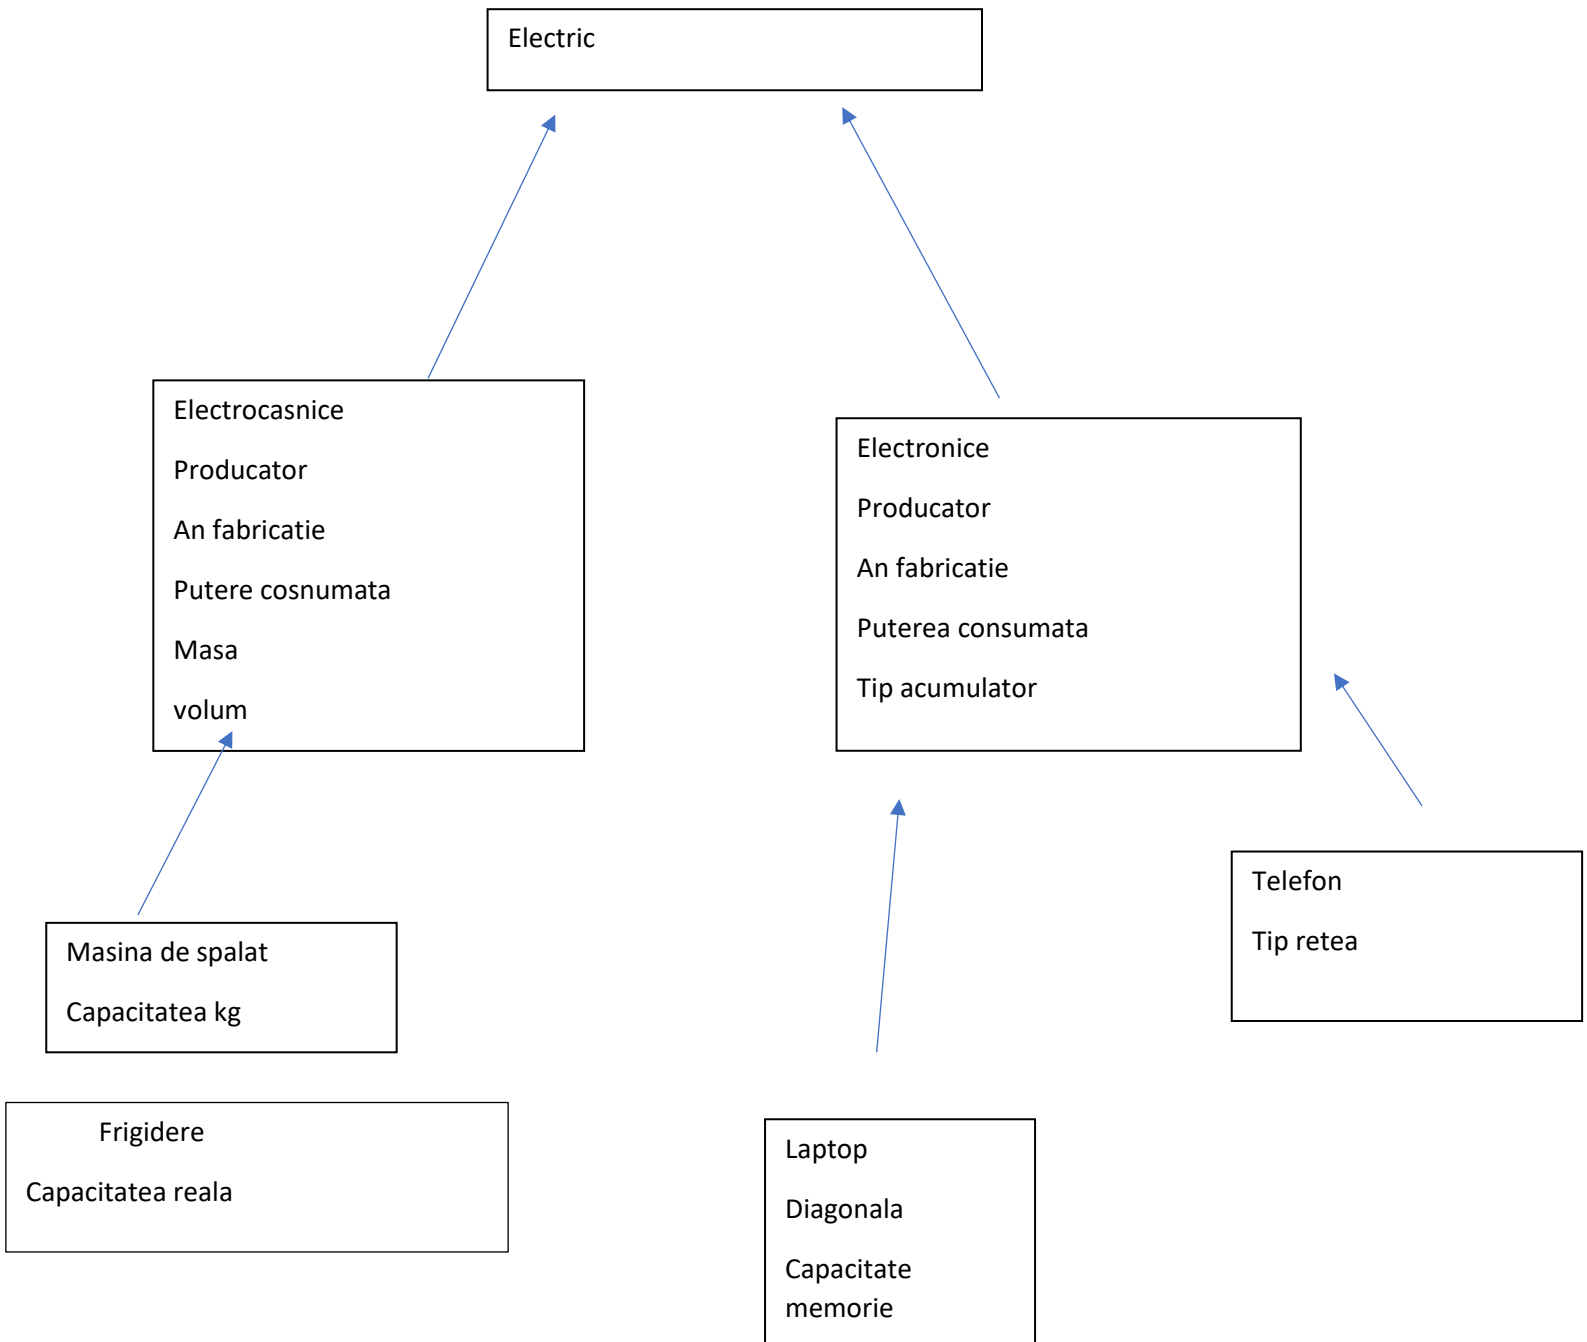 Electric
Electrocasnice
Producator
An fabricatie
Putere cosnumata
Masa
volum
Electronice
Producator
An fabricatie
Puterea consumata
Tip acumulator
Masina de spalat
Capacitatea kg
Telefon
Tip retea
Frigidere
Capacitatea reala
Laptop
Diagonala
Capacitate
memorie